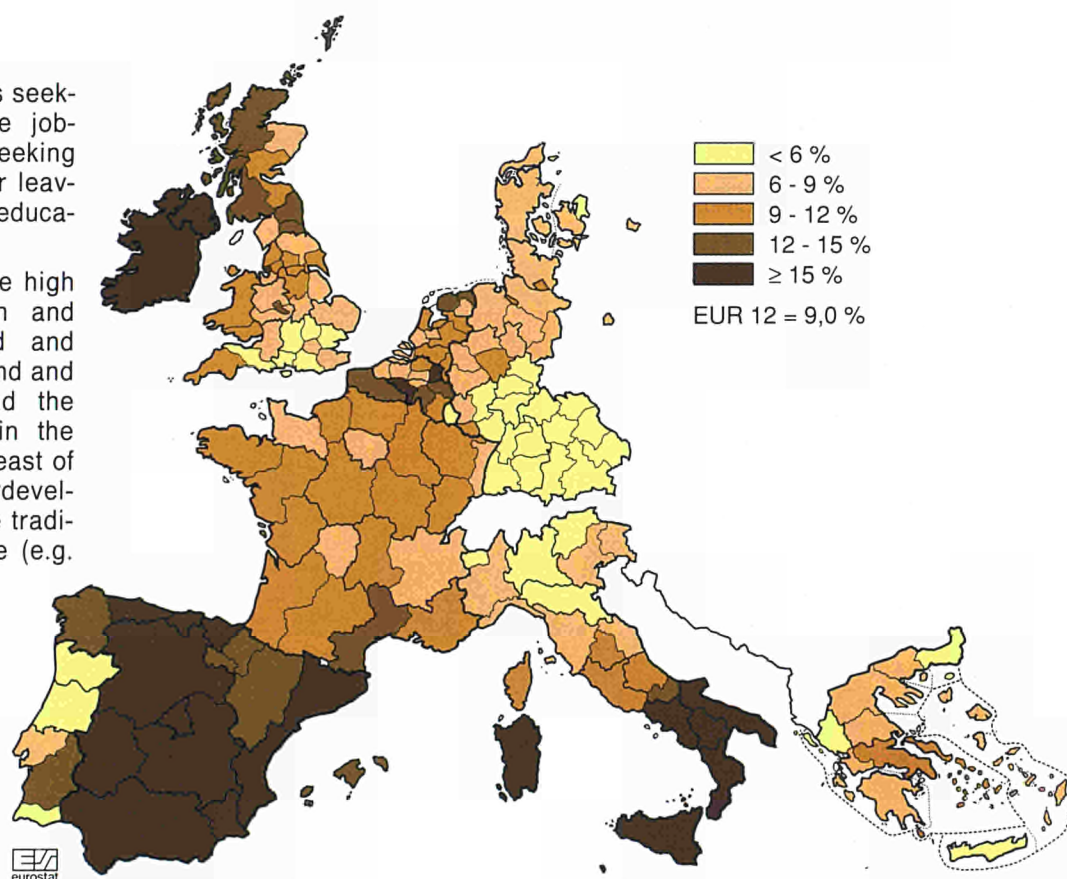 s seek-
e job-
eeking
r leav-
educa-
e high
n and
d and
nd and
d the
in the
east of
devel-
e tradi-
e (e.g.
< 6 %
6 - 9 %
9 - 12 %
12 - 15 %
≥ 15 %
EUR 12 = 9,0 %
eurostat